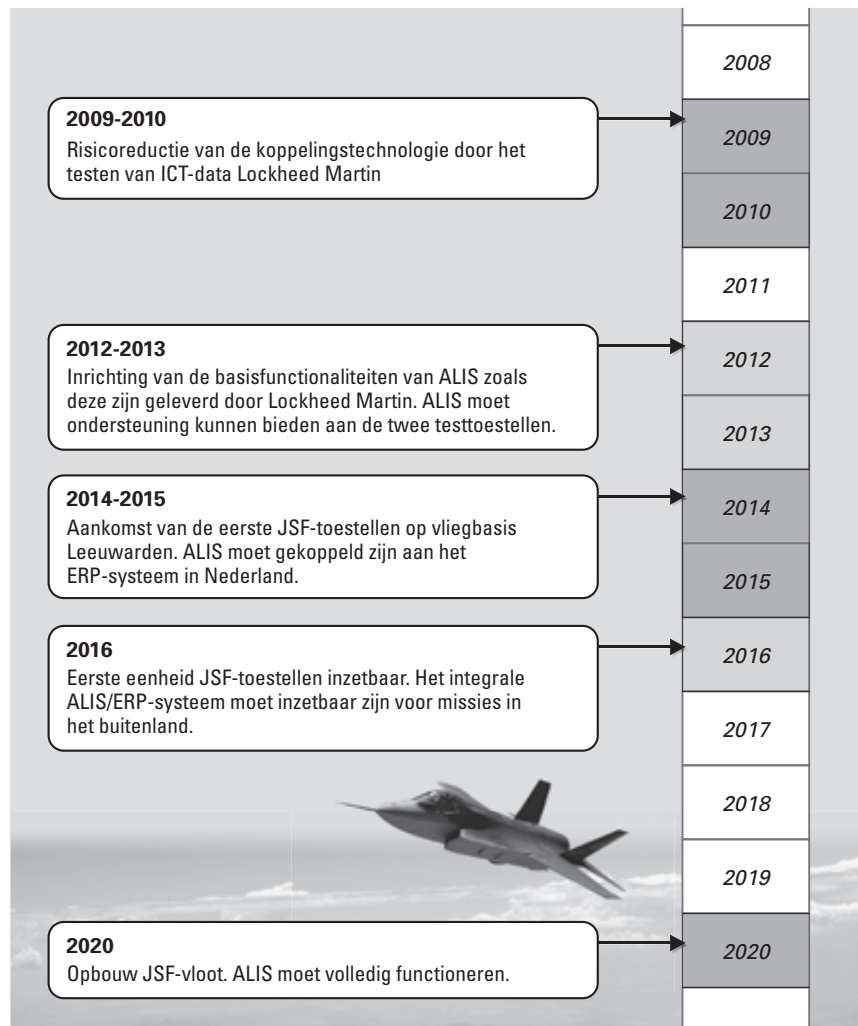 2008
2009-2010
Risicoreductie van de koppelingstechnologie door het
testen van ICT-data Lockheed Martin
2009
2010
2011
2012-2013
Inrichting van de basisfunctionaliteiten van ALIS zoals
deze zijn geleverd door Lockheed Martin. ALIS moet
ondersteuning kunnen bieden aan de twee testtoestellen.
2012
2013
2014-2015
Aankomst van de eerste JSF-toestellen op vliegbasis
Leeuwarden. ALIS moet gekoppeld zijn aan het
ERP-systeem in Nederland.
2014
2015
2016
Eerste eenheid JSF-toestellen inzetbaar. Het integrale
ALIS/ERP-systeem moet inzetbaar zijn voor missies in
het buitenland.
2016
2017
2018
2019
2020
Opbouw JSF-vloot. ALIS moet volledig functioneren.
2020